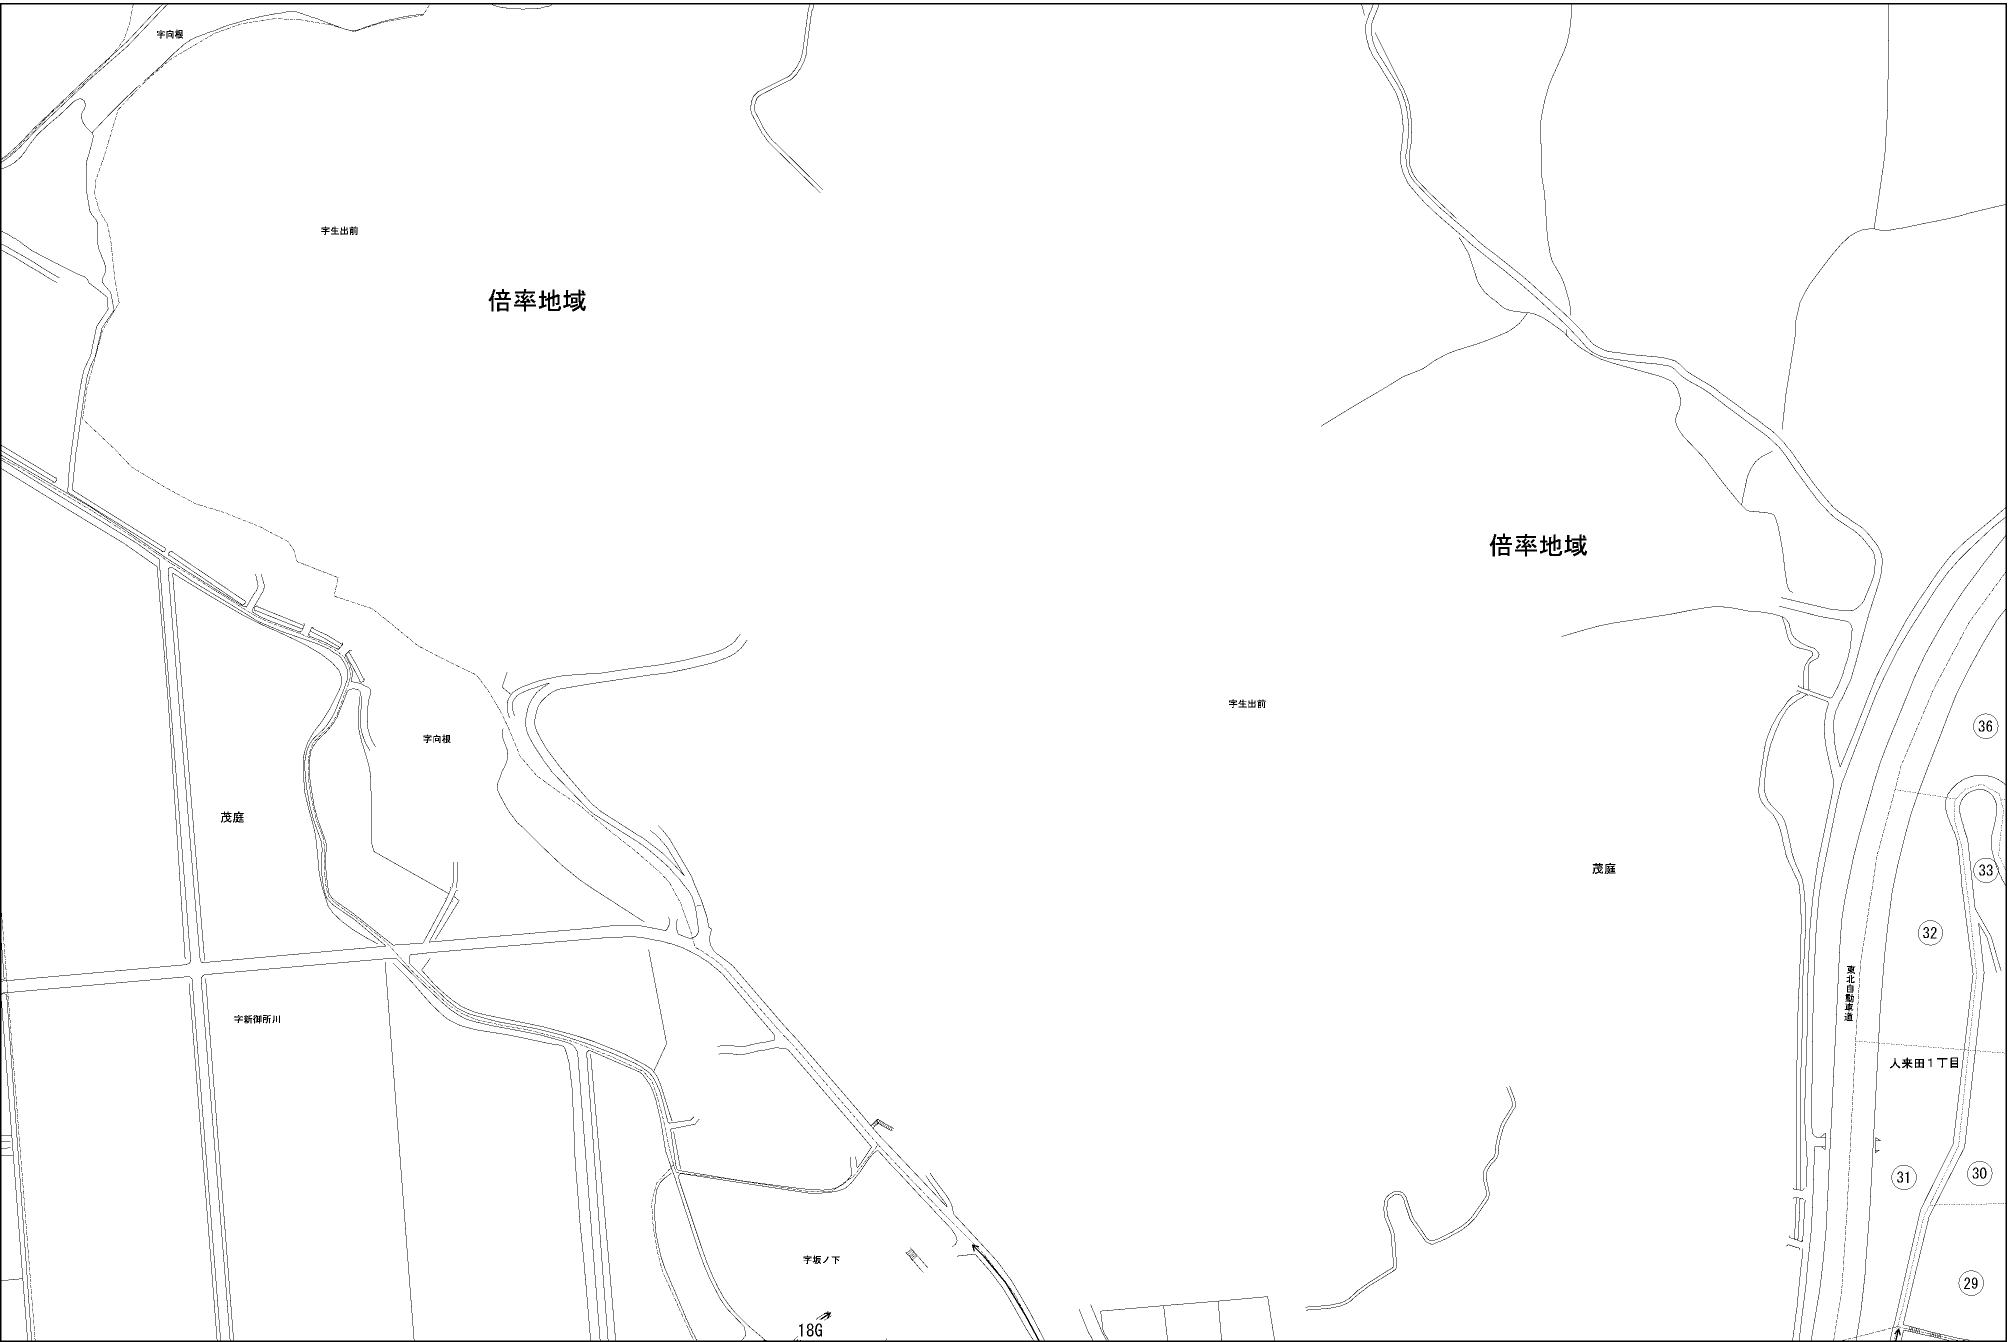 字向根
字生出前
倍率地域
倍率地域
字生出前
36
字向根
茂庭
茂庭
33
32
東北自動車道
字新御所川
人来田1丁目
31
30
字坂ノ下
29
18G